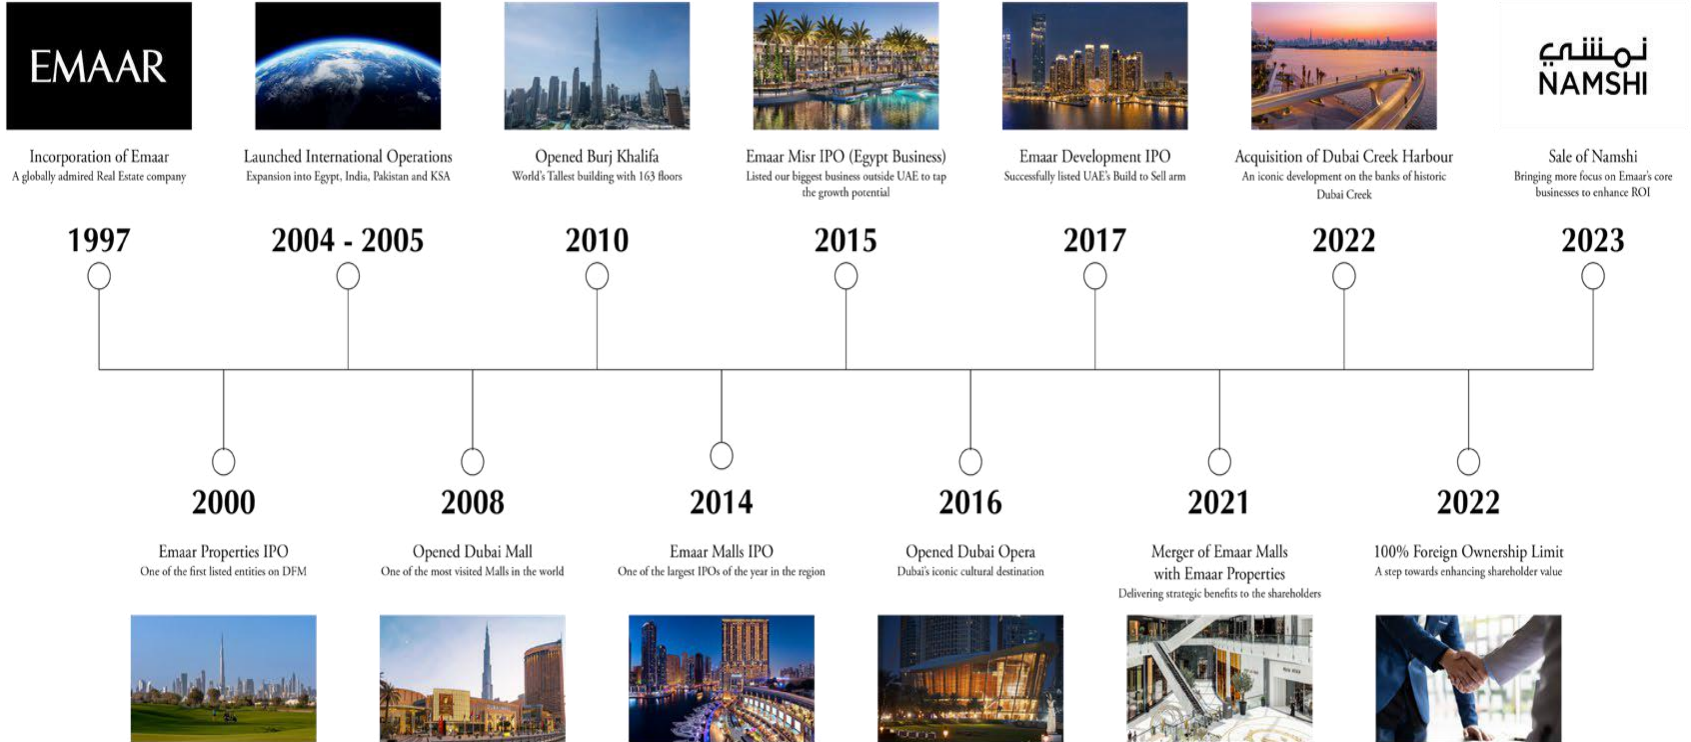 EMAAR
نمشي
NAMSHI
Incorporation of Emaar
A globally admired Real Estate company
Launched International Operations
Expansion into Egypt, India, Pakistan and KSA
Opened Burj Khalifa
World's Tallest building with 163 floors
Emaar Misr IPO (Egypt Business)
Listed our biggest business outside UAE to tap
the growth potential
Emaar Development IPO
Successfully listed UAE's Build to Sell arm
Acquisition of Dubai Creek Harbour
An iconic development on the banks of historic
Dubai Creek
Sale of Namshi
Bringing more focus on Emaar's core
businesses to enhance ROI
1997
2004 - 2005
2010
2015
2017
2022
2023
2000
2008
2014
2016
2021
2022
Emaar Properties IPO
One of the first listed entities on DFM
Opened Dubai Mall
One of the most visited Malls in the world
Emaar Malls IPO
One of the largest IPOs of the year in the region
Opened Dubai Opera
Dubai's iconic cultural destination
Merger of Emaar Malls
with Emaar Properties
Delivering strategic benefits to the shareholders
100% Foreign Ownership Limit
A step towards enhancing shareholder value